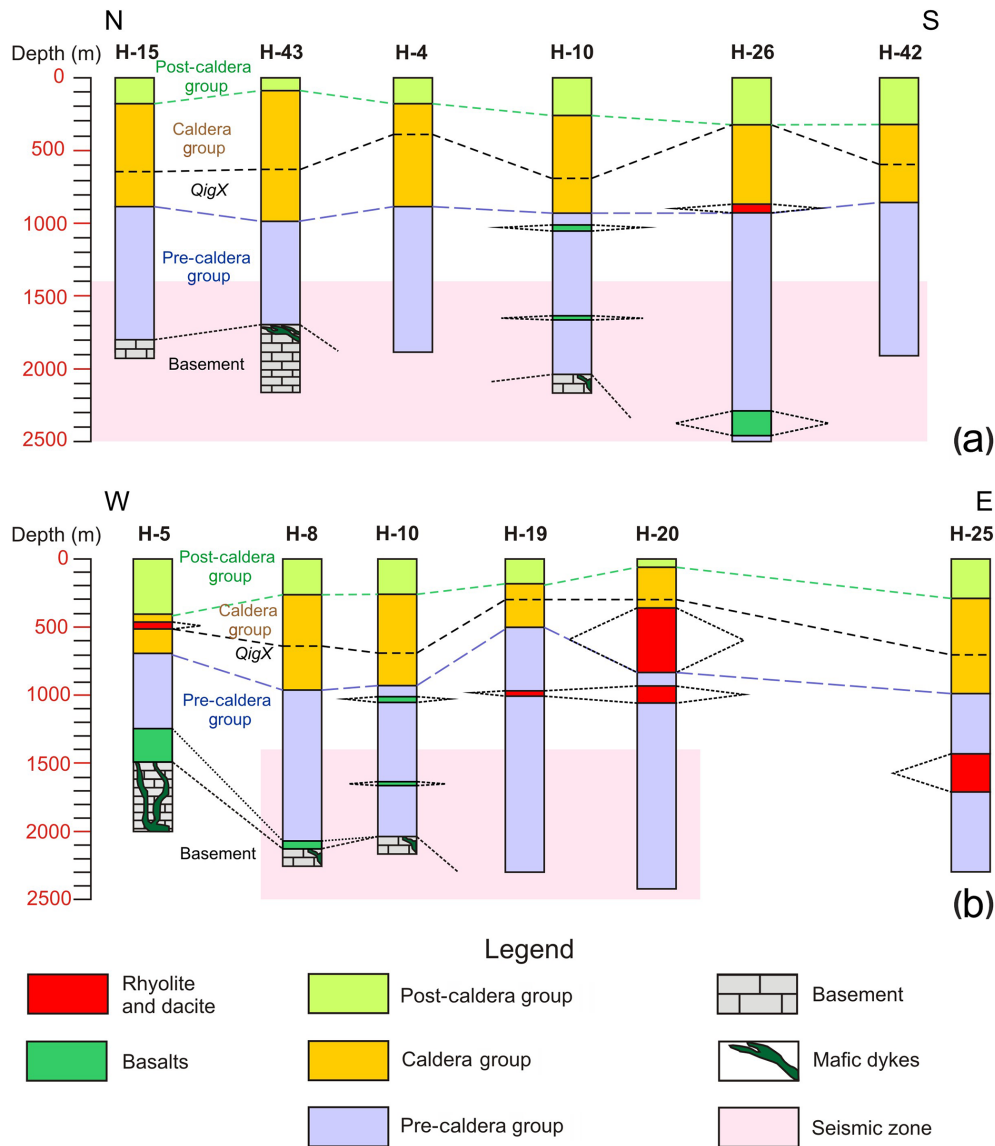 N
S
Depth (m)
H-15
H-43
H-4
H-10
H-26
H-42
0
500
1000
1500
2000
2500
Post-caldera
group
Caldera
group
QigX
Pre-caldera
group
Basement
(a)
W
E
Depth (m)
H-5
H-8
H-10
H-19
H-20
H-25
0
500
1000
1500
2000
2500
Post-caldera
group
Caldera
group
QigX
Pre-caldera
group
Basement
(b)
Legend
Rhyolite
and dacite
Post-caldera group
Basement
Basalts
Caldera group
Mafic dykes
Pre-caldera group
Seismic zone